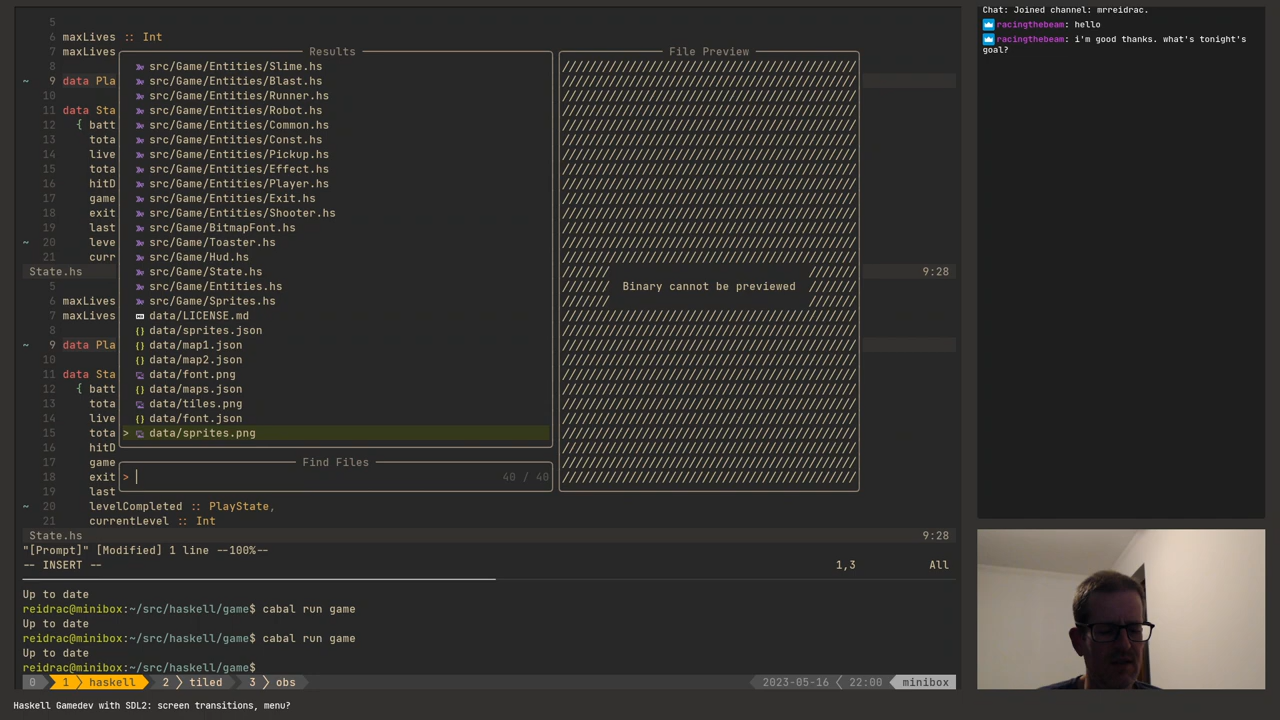 5
6 maxLives :: Int
7 maxLives
8
~ 9 data Pla
10
11 data Sta
12 { batt
13 tota
14 live
15 tota
16 hitD
17 game
18 exit
19 last
~ 20 leve
21 curr
State.hs 9:28
5
6 maxLives
7 maxLives
8
~ 9 data Pla
10
11 data Sta
12 { batt
13 tota
14 live
15 tota
16 hitD
17 game
18 exit
19 last
~ 20 levelCompleted :: PlayState,
21 currentLevel :: Int
State.hs 9:28
Results
src/Game/Entities/Slime.hs
src/Game/Entities/Blast.hs
src/Game/Entities/Runner.hs
src/Game/Entities/Robot.hs
src/Game/Entities/Common.hs
src/Game/Entities/Const.hs
src/Game/Entities/Pickup.hs
src/Game/Entities/Effect.hs
src/Game/Entities/Player.hs
src/Game/Entities/Exit.hs
src/Game/Entities/Shooter.hs
src/Game/BitmapFont.hs
src/Game/Toaster.hs
src/Game/Hud.hs
src/Game/State.hs
src/Game/Entities.hs
src/Game/Sprites.hs
data/LICENSE.md
{} data/sprites.json
{} data/map1.json
{} data/map2.json
data/font.png
{} data/maps.json
data/tiles.png
{} data/font.json
> data/sprites.png
Find Files
> 40 / 40
File Preview
Binary cannot be previewed
"[Prompt]" [Modified] 1 line --100%--
-- INSERT -- 1,3 All
Up to date
reidrac@minibox:~/src/haskell/game$ cabal run game
Up to date
reidrac@minibox:~/src/haskell/game$ cabal run game
Up to date
reidrac@minibox:~/src/haskell/game$
0 1 haskell 2 tiled 3 obs 2023-05-16 22:00 minibox
Haskell Gamedev with SDL2: screen transitions, menu?
Chat: Joined channel: mrreidrac.
racingthebeam: hello
racingthebeam: i'm good thanks. what's tonight's
goal?